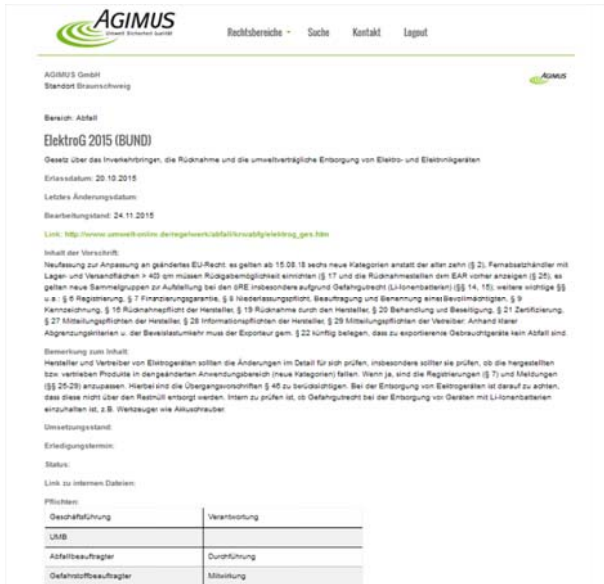 AGIMUS
Umwelt Sicherheit Qualität
Rechtsbereiche Suche Kontakt Logout
AGIMUS GmbH
Standort Braunschweig
AGIMUS
Bereich: Abfall
ElektroG 2015 (BUND)
Gesetz über das Inverkehrbringen, die Rücknahme und die umweltverträgliche Entsorgung von Elektro- und Elektronikgeräten
Erlassdatum: 20.10.2015
Letztes Änderungsdatum:
Bearbeitungstand: 24.11.2015
Link: http://www.umwelt-online.de/regelwerk/abfall/krwabfg/elektrog_ges.htm
Inhalt der Vorschrift:
Neufassung zur Anpassung an geändertes EU-Recht: es gelten ab 15.08.18 sechs neue Kategorien anstatt der alten zehn (§ 2), Fernabsatzhändler mit
Lager- und Versandflächen > 400 qm müssen Rückgabemöglichkeit einrichten (§ 17 und die Rücknahmestellen dem EAR vorher anzeigen (§ 25), es
gelten neue Sammelgruppen zur Aufstellung bei den öRE insbesondere aufgrund Gefahrgutrecht (Li-Ionenbatterien) (§§ 14, 15); weitere wichtige §§
u.a.: § 6 Registrierung, § 7 Finanzierungsgarantie, § 8 Niederlassungspflicht, Beauftragung und Benennung eines Bevollmächtigten, § 9
Kennzeichnung, § 16 Rücknahmepflicht der Hersteller, § 19 Rücknahme durch den Hersteller, § 20 Behandlung und Beseitigung, § 21 Zertifizierung,
§ 27 Mitteilungspflichten der Hersteller, § 28 Informationspflichten der Hersteller, § 29 Mitteilungspflichten der Vertreiber; Anhand klarer
Abgrenzungskriterien u. der Beweislastumkehr muss der Exporteur gem. § 22 künftig belegen, dass zu exportierende Gebrauchtgeräte kein Abfall sind.
Bemerkung zum Inhalt:
Hersteller und Vertreiber von Elektrogeräten sollten die Änderungen im Detail für sich prüfen, insbesondere sollten sie prüfen, ob die hergestellten
bzw. vertrieben Produkte in den geänderten Anwendungsbereich (neue Kategorien) fallen. Wenn ja, sind die Registrierungen (§ 7) und Meldungen
(§§ 25-29) anzupassen. Hierbei sind die Übergangsvorschriften § 46 zu berücksichtigen. Bei der Entsorgung von Elektrogeräten ist darauf zu achten,
dass diese nicht über den Restmüll entsorgt werden. Intern zu prüfen ist, ob Gefahrgutrecht bei der Entsorgung von Geräten mit Li-Ionenbatterien
einzuhalten ist, z.B. Werkzeuge wie Akkuschrauber.
Umsetzungsstand:
Erledigungstermin:
Status:
Link zu internen Dateien:
Pflichten:
Geschäftsführung Verantwortung
UMB
Abfallbeauftragter Durchführung
Gefahrstoffbeauftragter Mitwirkung